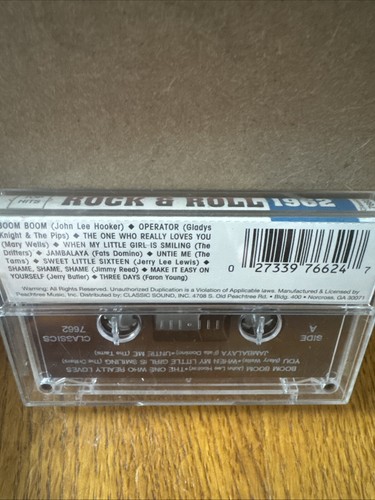 HITS ROCK & ROLL 1962
BOOM BOOM (John Lee Hooker) ◆ OPERATOR (Gladys
Knight & The Pips) ◆ THE ONE WHO REALLY LOVES YOU
(Mary Wells) ◆ WHEN MY LITTLE GIRL IS SMILING (The
Drifters) ◆ JAMBALAYA (Fats Domino) ◆ UNTIE ME (The
Tams) ◆ SWEET LITTLE SIXTEEN (Jerry Lee Lewis) ◆
SHAME, SHAME, SHAME (Jimmy Reed) ◆ MAKE IT EASY ON
YOURSELF (Jerry Butler) ◆ THREE DAYS (Faron Young)
0 27339 76624 7
Warning: All Rights Reserved. Unauthorized Duplication is a Violation of Applicable laws. Manufactured & Licensed by
Peachtree Music Inc. Distributed by: CLASSIC SOUND, INC. 4798 S. Old Peachtree Rd. • Bldg. 400 • Norcross, GA 30071
SIDE
A
CLASSICS
7662
BOOM BOOM (John Lee Hooker) • THE ONE WHO REALLY LOVES
YOU (Mary Wells) • WHEN MY LITTLE GIRL IS SMILING (The Drifters) •
JAMBALAYA (Fats Domino) • UNTIE ME (The Tams)